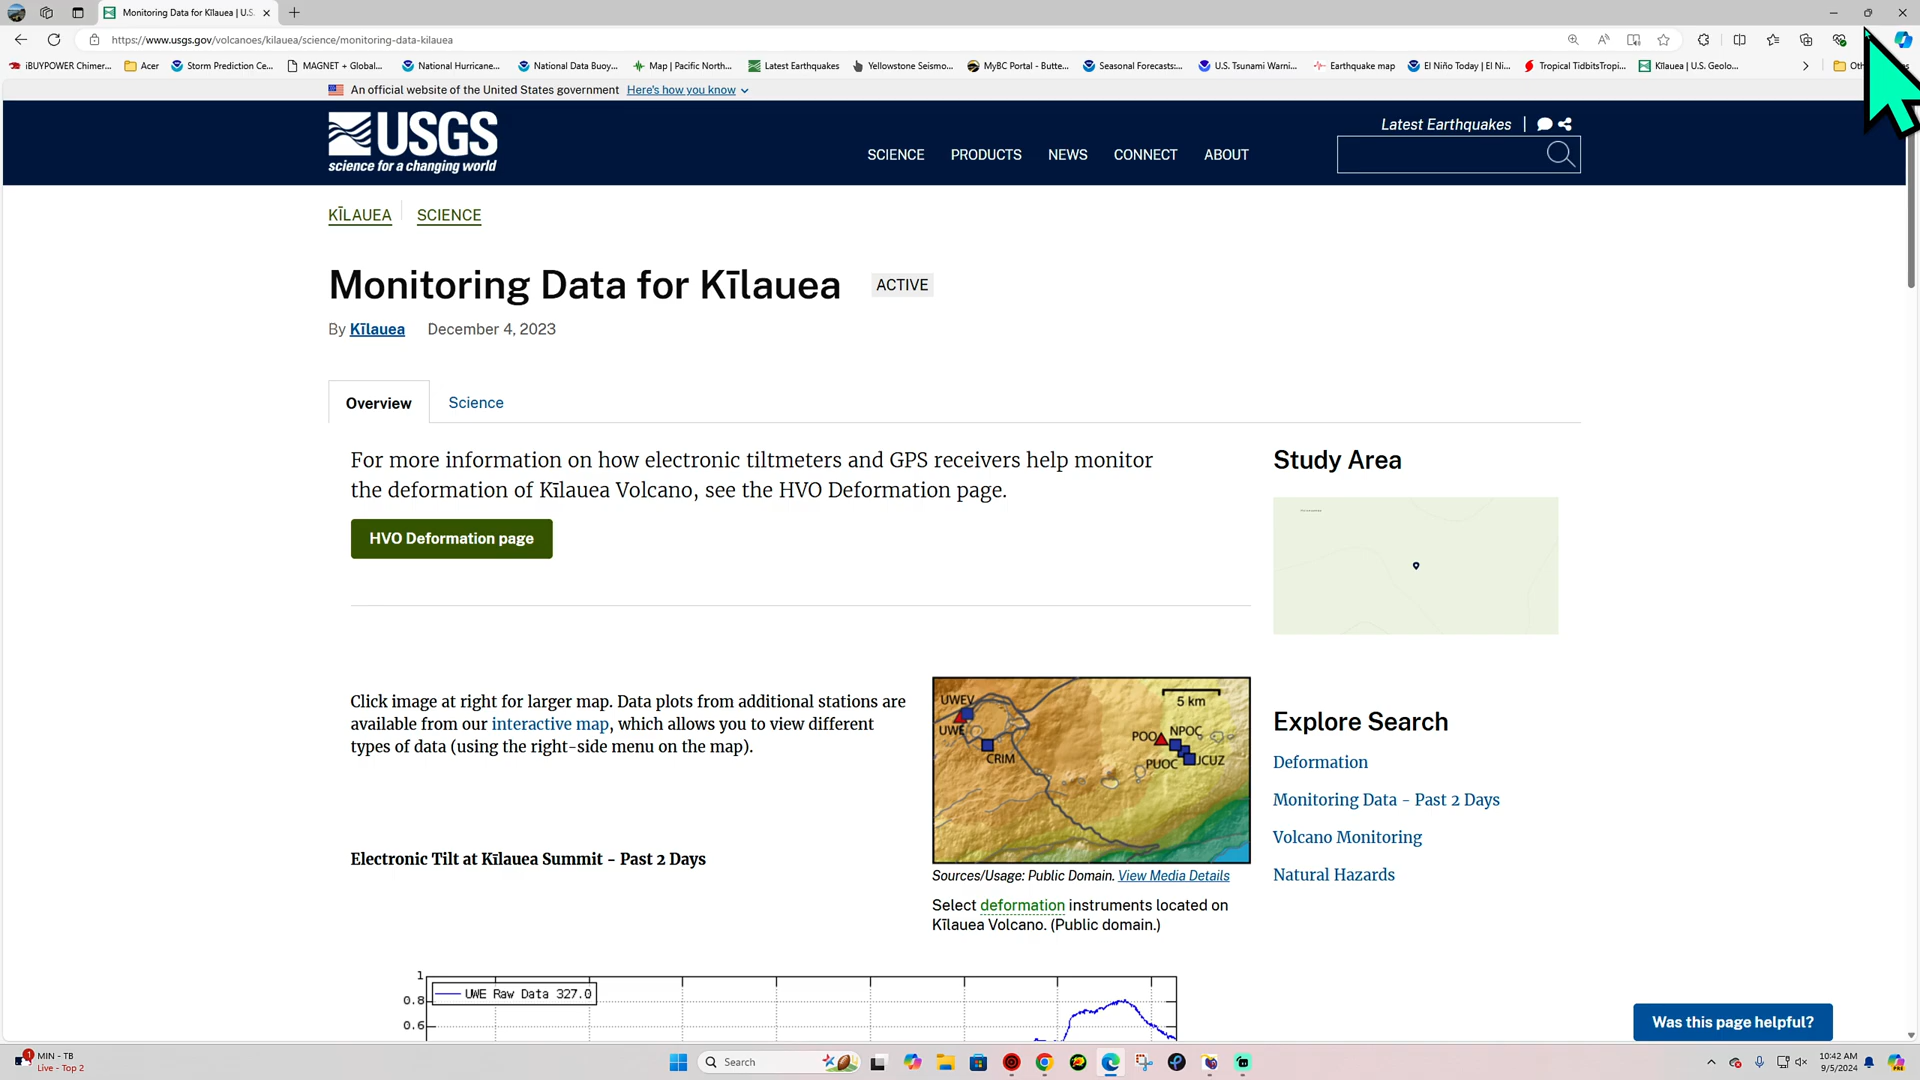 Monitoring Data for Kīlauea | U.S.
https://www.usgs.gov/volcanoes/kilauea/science/monitoring-data-kilauea
iBUYPOWER Chimer... Acer Storm Prediction Ce... MAGNET + Global... National Hurricane... National Data Buoy... Map | Pacific North... Latest Earthquakes Yellowstone Seismo... MyBC Portal - Butte... Seasonal Forecasts:... U.S. Tsunami Warni... Earthquake map El Niño Today | El Ni... Tropical TidbitsTropi... Kīlauea | U.S. Geolo...
An official website of the United States government Here's how you know
USGS
science for a changing world
Latest Earthquakes
SCIENCE PRODUCTS NEWS CONNECT ABOUT
KĪLAUEA SCIENCE
Monitoring Data for Kīlauea ACTIVE
By Kīlauea December 4, 2023
Overview Science
For more information on how electronic tiltmeters and GPS receivers help monitor
the deformation of Kīlauea Volcano, see the HVO Deformation page.
HVO Deformation page
Study Area
Click image at right for larger map. Data plots from additional stations are
available from our interactive map, which allows you to view different
types of data (using the right-side menu on the map).
UWEV
UWE
CRIM
5 km
POO
NPOC
PUOC
JCUZ
Sources/Usage: Public Domain. View Media Details
Select deformation instruments located on
Kīlauea Volcano. (Public domain.)
Explore Search
Deformation
Monitoring Data - Past 2 Days
Volcano Monitoring
Natural Hazards
Electronic Tilt at Kīlauea Summit - Past 2 Days
1
0.8
0.6
UWE Raw Data 327.0
Was this page helpful?
1
MIN - TB
Live - Top 2
Search
10:42 AM
9/5/2024